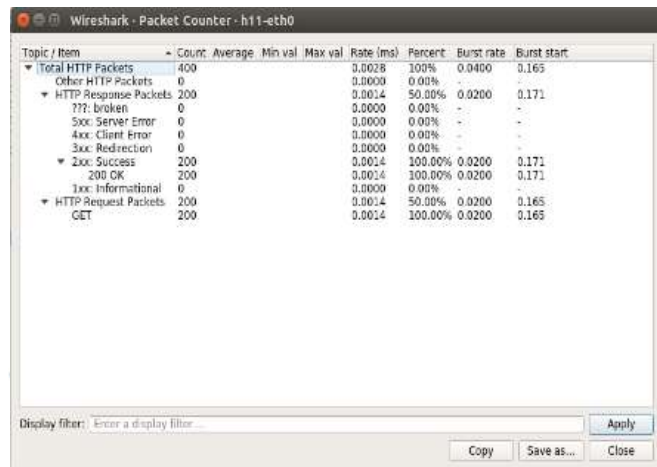 Wireshark · Packet Counter · h11-eth0
Topic / Item Count Average Min val Max val Rate (ms) Percent Burst rate Burst start
Total HTTP Packets 400 0.0028 100% 0.0400 0.165
Other HTTP Packets 0 0.0000 0.00% - -
HTTP Response Packets 200 0.0014 50.00% 0.0200 0.171
???: broken 0 0.0000 0.00% - -
5xx: Server Error 0 0.0000 0.00% - -
4xx: Client Error 0 0.0000 0.00% - -
3xx: Redirection 0 0.0000 0.00% - -
2xx: Success 200 0.0014 100.00% 0.0200 0.171
200 OK 200 0.0014 100.00% 0.0200 0.171
1xx: Informational 0 0.0000 0.00% - -
HTTP Request Packets 200 0.0014 50.00% 0.0200 0.165
GET 200 0.0014 100.00% 0.0200 0.165
Display filter: Enter a display filter ... Apply
Copy Save as... Close